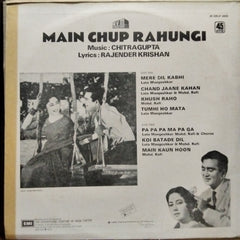 45
MAIN CHUP RAHUNGI
Music: CHITRAGUPTA
Lyrics: RAJENDER KRISHAN
MERE DIL KABHI
Lata Mangeshkar
CHAND JAANE KAHAN
Lata Mangeshkar & Mohd. Rafi
KHUSH RAHO
Mohd. Rafi
TUMHI HO MATA
Lata Mangeshkar
PA PA PA MA PA GA
Lata Mangeshkar, Mohd. Rafi & Chorus
KOI BATADE DIL
Lata Mangeshkar & Mohd. Rafi
MAIN KAUN HOON
Mohd. Rafi
EMI